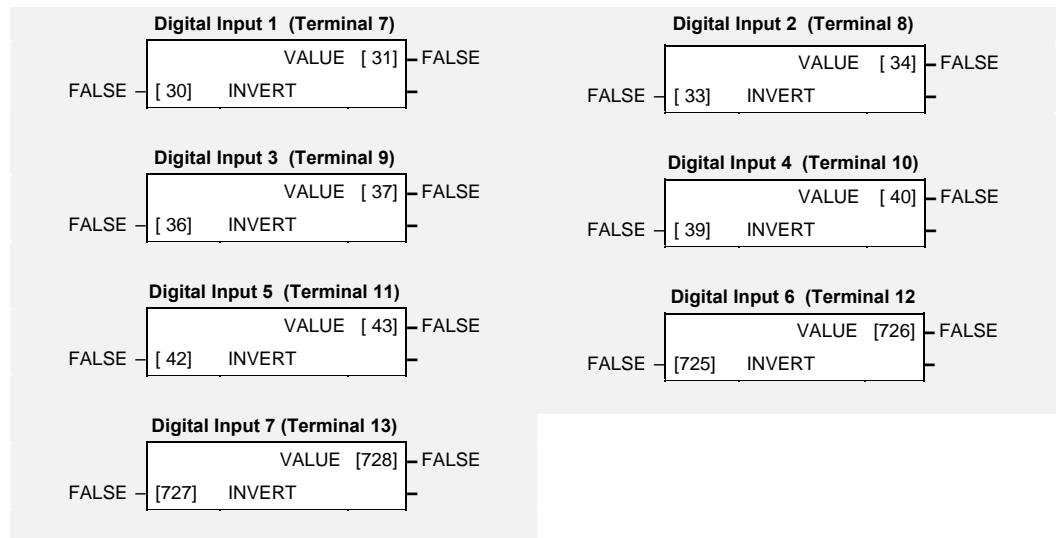 Digital Input 1 (Terminal 7)
VALUE [ 31] FALSE
FALSE [ 30] INVERT
Digital Input 2 (Terminal 8)
VALUE [ 34] FALSE
FALSE [ 33] INVERT
Digital Input 3 (Terminal 9)
VALUE [ 37] FALSE
FALSE [ 36] INVERT
Digital Input 4 (Terminal 10)
VALUE [ 40] FALSE
FALSE [ 39] INVERT
Digital Input 5 (Terminal 11)
VALUE [ 43] FALSE
FALSE [ 42] INVERT
Digital Input 6 (Terminal 12
VALUE [726] FALSE
FALSE [725] INVERT
Digital Input 7 (Terminal 13)
VALUE [728] FALSE
FALSE [727] INVERT